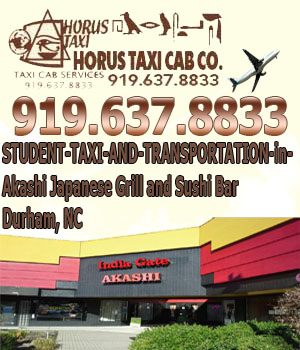 HORUS
TAXI
TAXI CAB SERVICES
919.637.8833
HORUS TAXI CAB CO.
919.637.8833
919.637.8833
STUDENT-TAXI-AND-TRANSPORTATION-in-
Akashi Japanese Grill and Sushi Bar
Durham, NC
India Gate
AKASHI